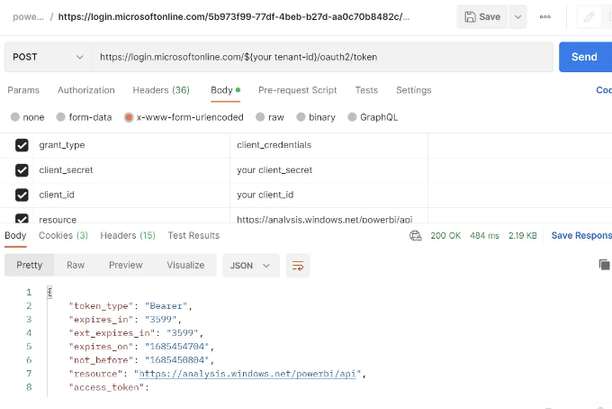 powe... / https://login.microsoftonline.com/5b973f99-77df-4beb-b27d-aa0c70b8482c/... Save
POST https://login.microsoftonline.com/${your tenant-id}/oauth2/token Send
Params Authorization Headers (36) Body Pre-request Script Tests Settings Coo
none form-data x-www-form-urlencoded raw binary GraphQL
grant_type client_credentials
client_secret your client_secret
client_id your client_id
resource https://analysis.windows.net/powerbi/api
Body Cookies (3) Headers (15) Test Results 200 OK 484 ms 2.19 KB Save Respons
Pretty Raw Preview Visualize JSON
1 {
2 "token_type": "Bearer",
3 "expires_in": "3599",
4 "ext_expires_in": "3599",
5 "expires_on": "1685454704",
6 "not_before": "1685450804",
7 "resource": "https://analysis.windows.net/powerbi/api",
8 "access_token":